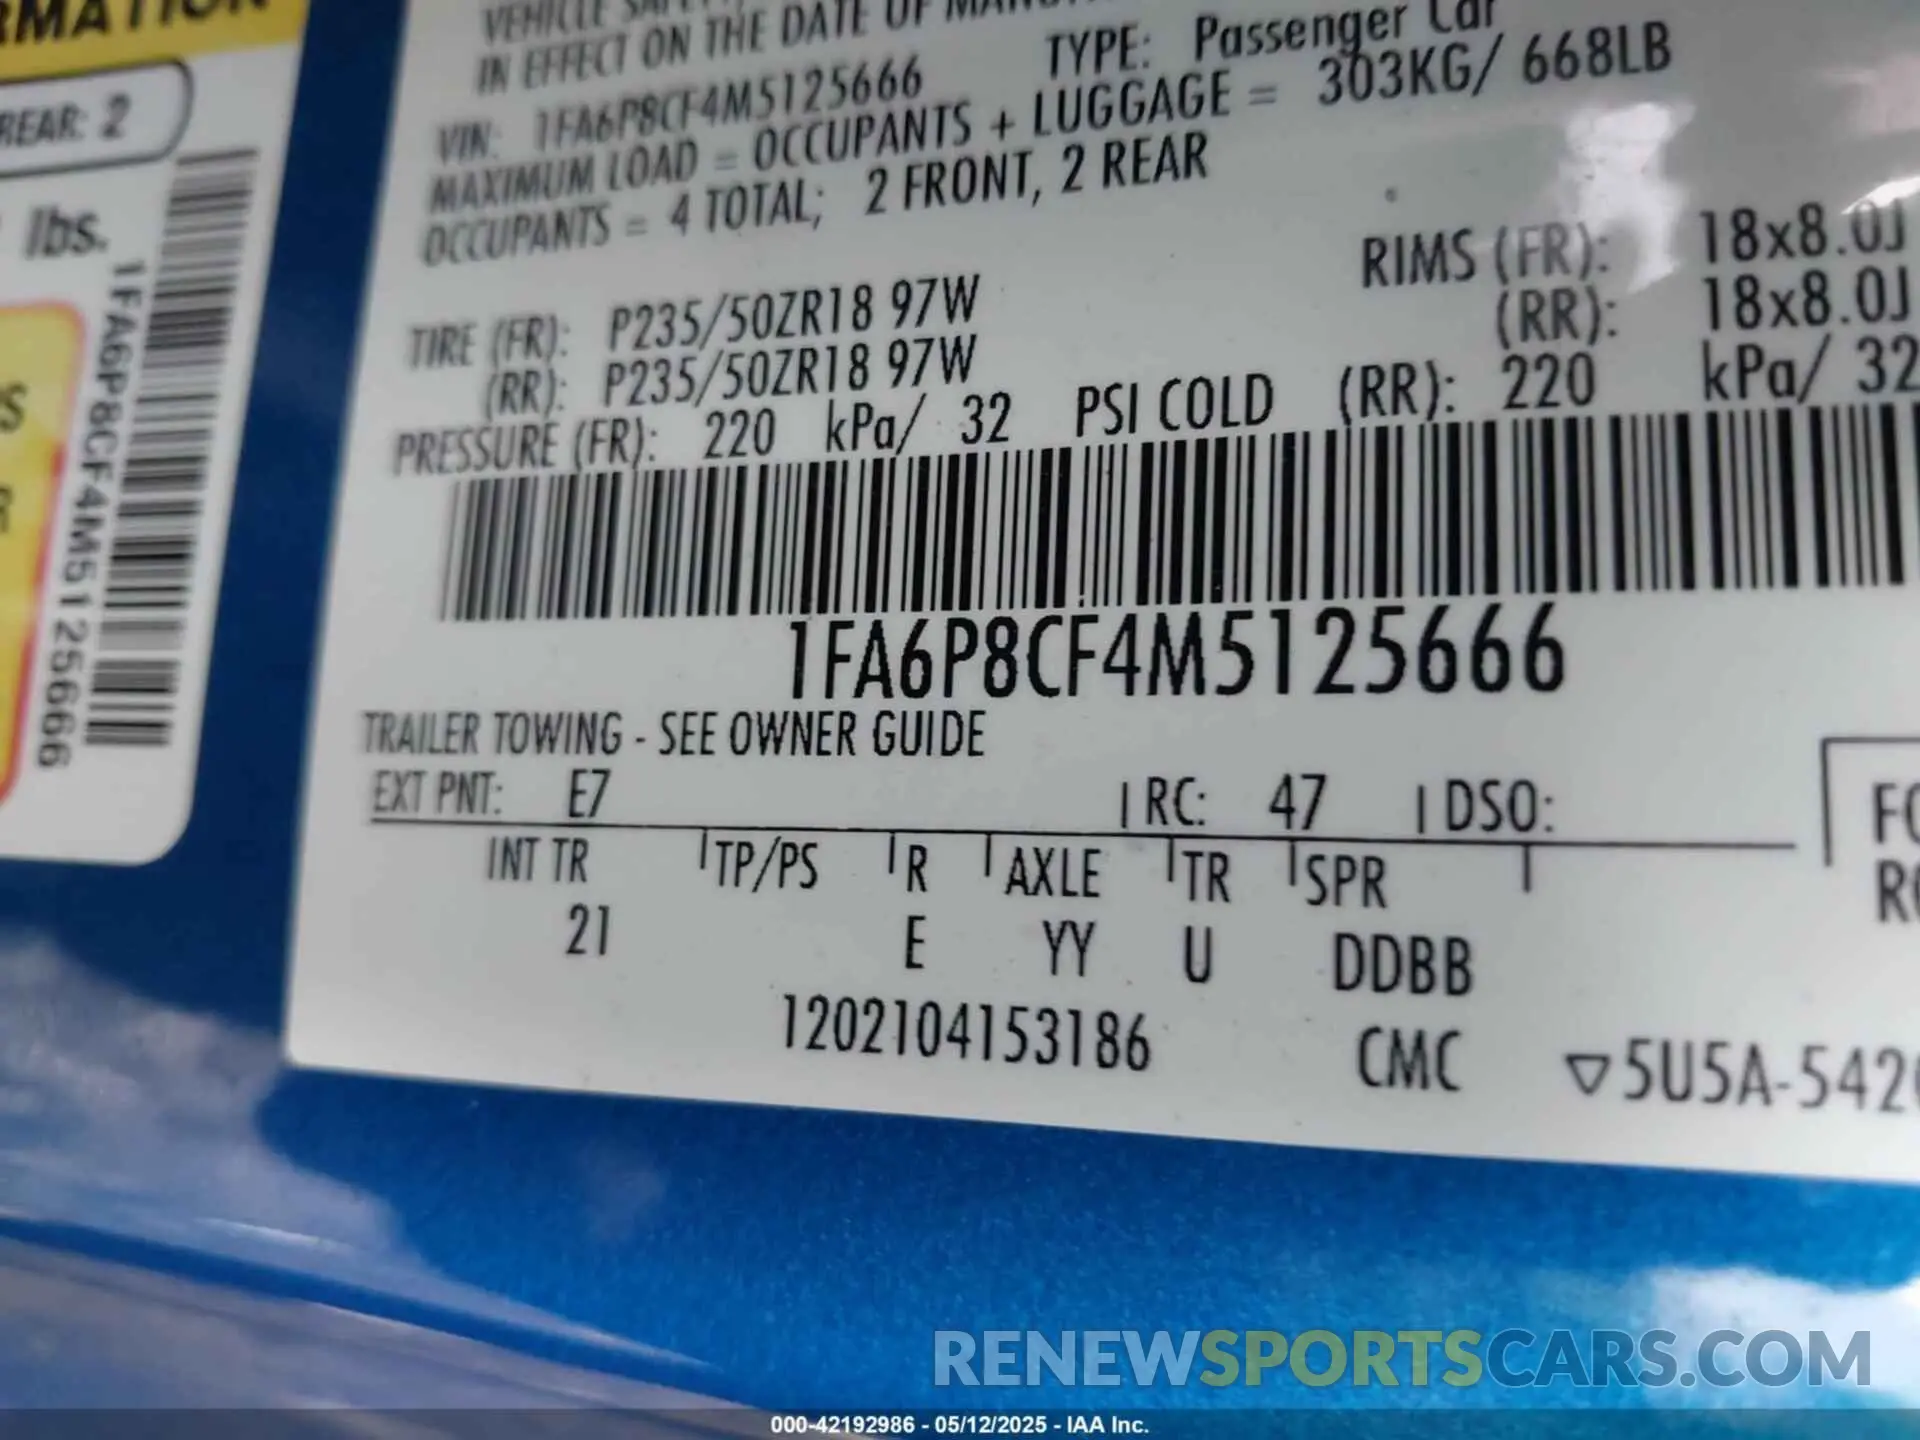 RMATION
REAR: 2
lbs.
1FA6P8CF4M5125666
VEHICLE
IN EFFECT ON THE DATE OF
VIN: 1FA6P8CF4M5125666 TYPE: Passenger Car
MAXIMUM LOAD = OCCUPANTS + LUGGAGE = 303KG/ 668LB
OCCUPANTS = 4 TOTAL; 2 FRONT, 2 REAR
RIMS (FR): 18x8.0J
TIRE (FR): P235/50ZR18 97W
(RR): 18x8.0J
(RR): P235/50ZR18 97W
PRESSURE (FR): 220 kPa/ 32 PSI COLD (RR): 220 kPa/ 32
1FA6P8CF4M5125666
TRAILER TOWING - SEE OWNER GUIDE
EXT PNT: E7 RC: 47 DSO:
INT TR TP/PS R AXLE TR SPR
21 E YY U DDBB
1202104153186 CMC ▽5U5A-542
RENEWSPORTSCARS.COM
000-42192986 - 05/12/2025 - IAA Inc.